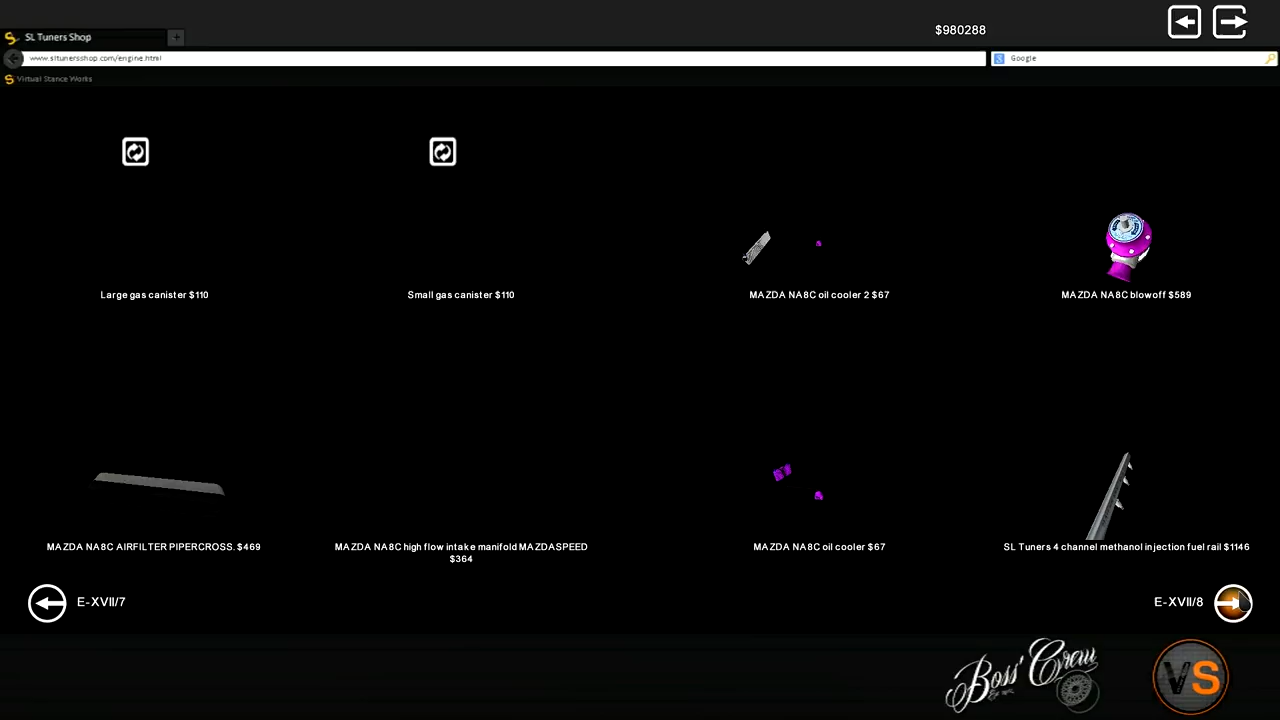 $980288
SL Tuners Shop
www.sltunersshop.com/engine.html
Google
Virtual Stance Works
Large gas canister $110
Small gas canister $110
MAZDA NA8C oil cooler 2 $67
MAZDA NA8C blowoff $589
MAZDA NA8C AIRFILTER PIPERCROSS. $469
MAZDA NA8C high flow intake manifold MAZDASPEED
$364
MAZDA NA8C oil cooler $67
SL Tuners 4 channel methanol injection fuel rail $1146
E-XVII/7
E-XVII/8
Boss' Crew
VS